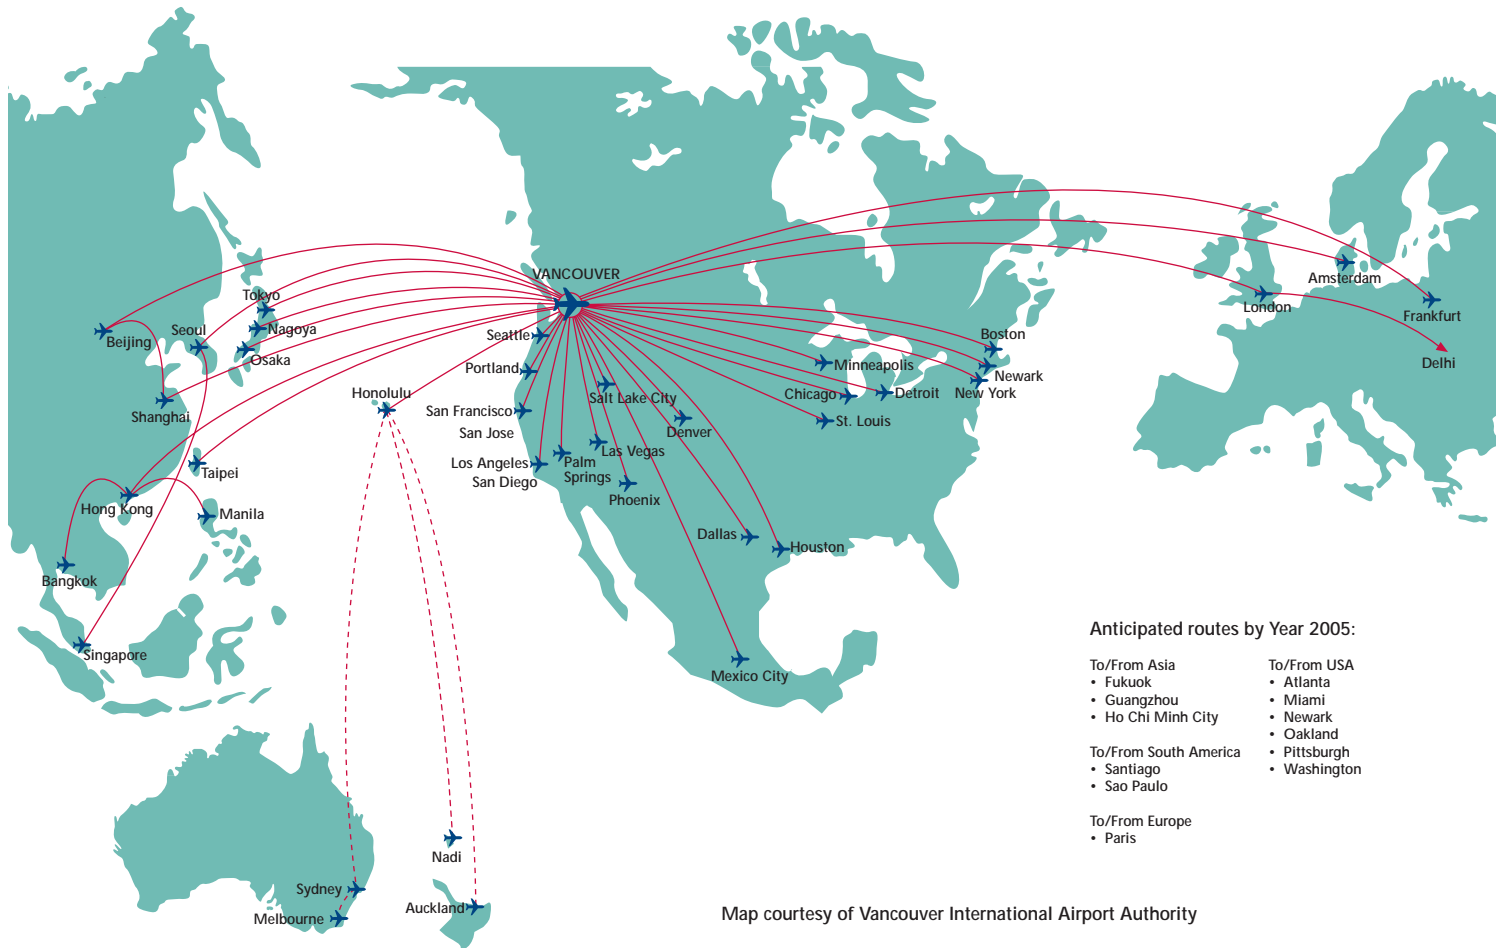 VANCOUVER
Tokyo
Nagoya
Seoul
Beijing
Osaka
Shanghai
Taipei
Hong Kong
Manila
Bangkok
Singapore
Honolulu
Seattle
Portland
San Francisco
San Jose
Los Angeles
San Diego
Palm
Springs
Las Vegas
Phoenix
Salt Lake City
Denver
Minneapolis
Chicago
Detroit
St. Louis
Boston
Newark
New York
Dallas
Houston
Mexico City
Amsterdam
London
Frankfurt
Delhi
Nadi
Sydney
Melbourne
Auckland
Anticipated routes by Year 2005:
To/From Asia
• Fukuok
• Guangzhou
• Ho Chi Minh City
To/From South America
• Santiago
• Sao Paulo
To/From Europe
• Paris
To/From USA
• Atlanta
• Miami
• Newark
• Oakland
• Pittsburgh
• Washington
Map courtesy of Vancouver International Airport Authority